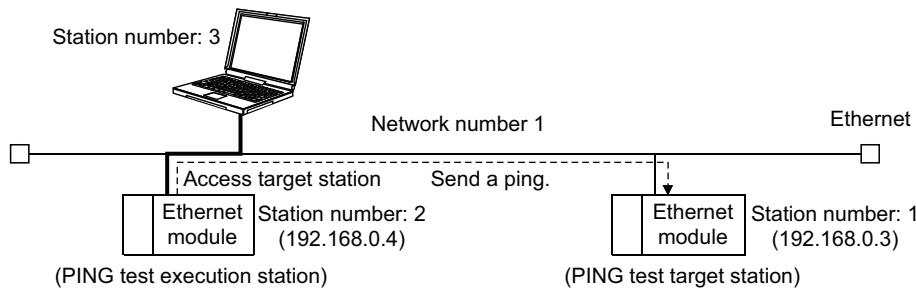 Station number: 3
Network number 1
Ethernet
Access target station
Send a ping.
Ethernet
module
Station number: 2
(192.168.0.4)
Ethernet
module
Station number: 1
(192.168.0.3)
(PING test execution station)
(PING test target station)